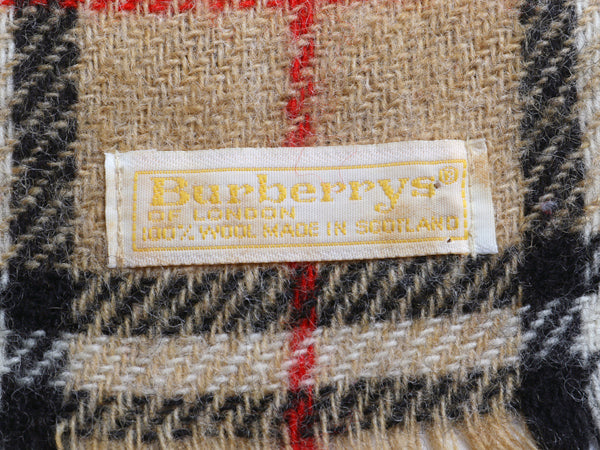 Burberrys®
OF LONDON
100% WOOL MADE IN SCOTLAND